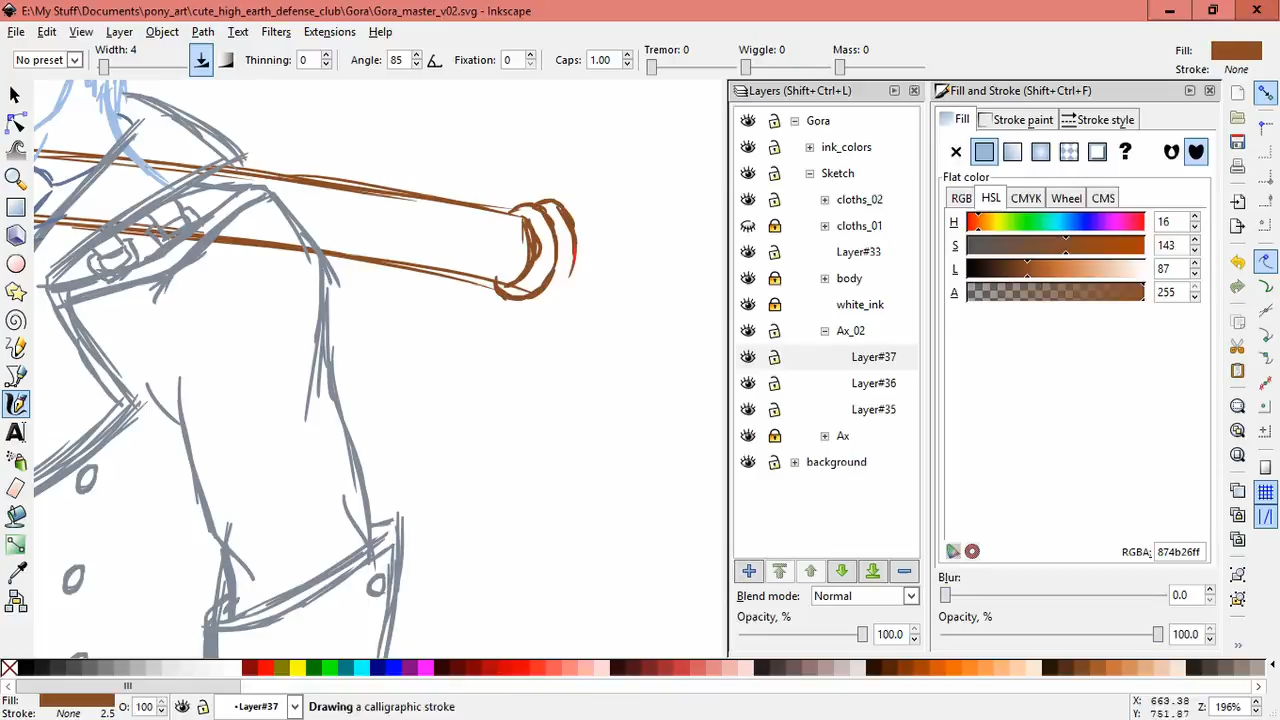 E:\My Stuff\Documents\pony_art\cute_high_earth_defense_club\Gora\Gora_master_v02.svg - Inkscape
File Edit View Layer Object Path Filters Text Extensions Help
No preset Width: 4 Thinning: 0 Angle: 85 Fixation: 0 Caps: 1.00 Tremor: 0 Wiggle: 0 Mass: 0 Fill: Stroke: None
Layers (Shift+Ctrl+L)
Gora
ink_colors
Sketch
cloths_02
cloths_01
Layer#33
body
white_ink
Ax_02
Layer#37
Layer#36
Layer#35
Ax
background
Blend mode: Normal
Opacity, %
100.0
Fill and Stroke (Shift+Ctrl+F)
Fill Stroke paint Stroke style
?
Flat color
RGB HSL CMYK Wheel CMS
H 16
S 143
L 87
A 255
RGBA: 874b26ff
Blur:
0.0
Opacity, %
100.0
Fill: O: 100 •Layer#37 Drawing a calligraphic stroke X: 663.38 Z: 196%
Stroke: None 2.5 Y: 751.87